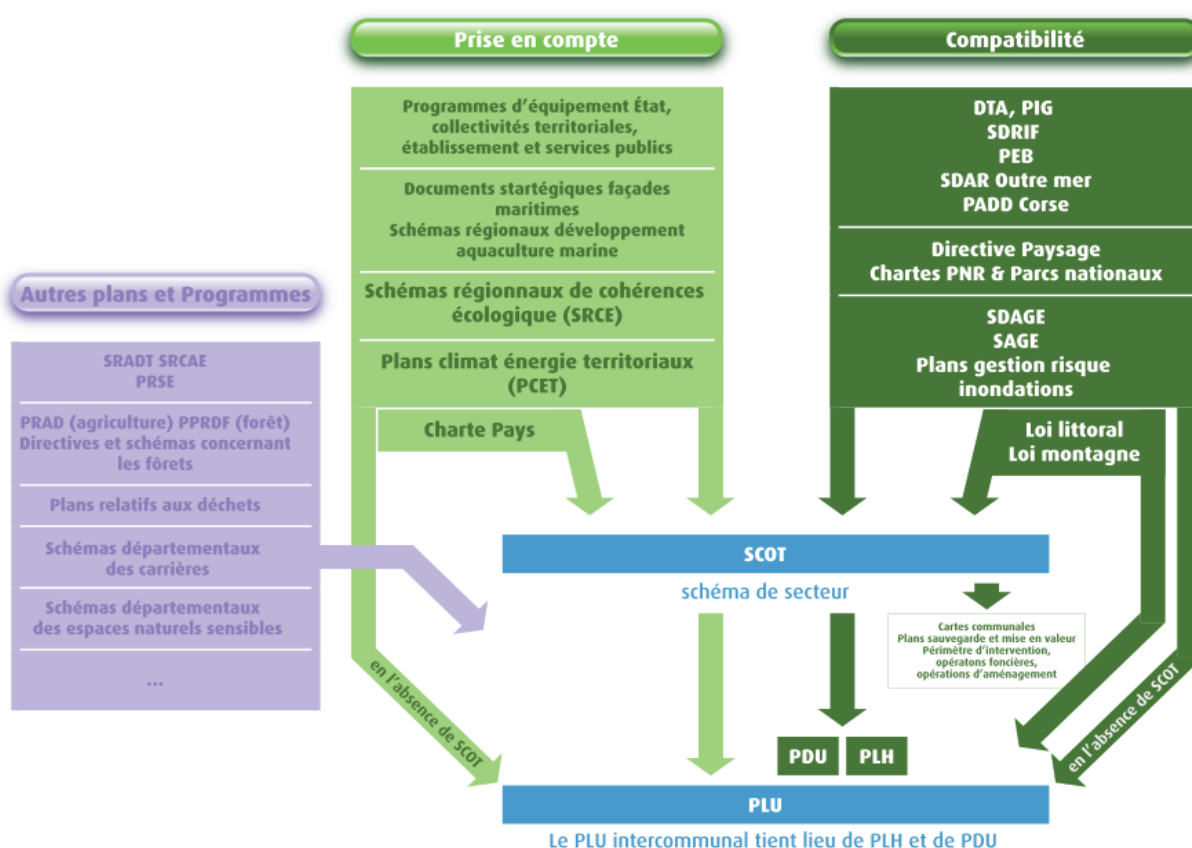 Prise en compte
Programmes d'équipement État,
collectivités territoriales,
établissement et services publics
Documents startégiques façades
maritimes
Schémas régionaux développement
aquaculture marine
Schémas régionnaux de cohérences
écologique (SRCE)
Plans climat énergie territoriaux
(PCET)
Charte Pays
Compatibilité
DTA, PIG
SDRIF
PEB
SDAR Outre mer
PADD Corse
Directive Paysage
Chartes PNR & Parcs nationaux
SDAGE
SAGE
Plans gestion risque
inondations
Loi littoral
Loi montagne
Autres plans et Programmes
SRADT SRCAE
PRSE
PRAD (agriculture) PPRDF (forêt)
Directives et schémas concernant
les fôrets
Plans relatifs aux déchets
Schémas départementaux
des carrières
Schémas départementaux
des espaces naturels sensibles
...
SCOT
schéma de secteur
Cartes communales
Plans sauvegarde et mise en valeur
Périmètre d'intervention,
opératons foncières,
opérations d'aménagement
en l'absence de SCOT
en l'absence de SCOT
PDU
PLH
PLU
Le PLU intercommunal tient lieu de PLH et de PDU